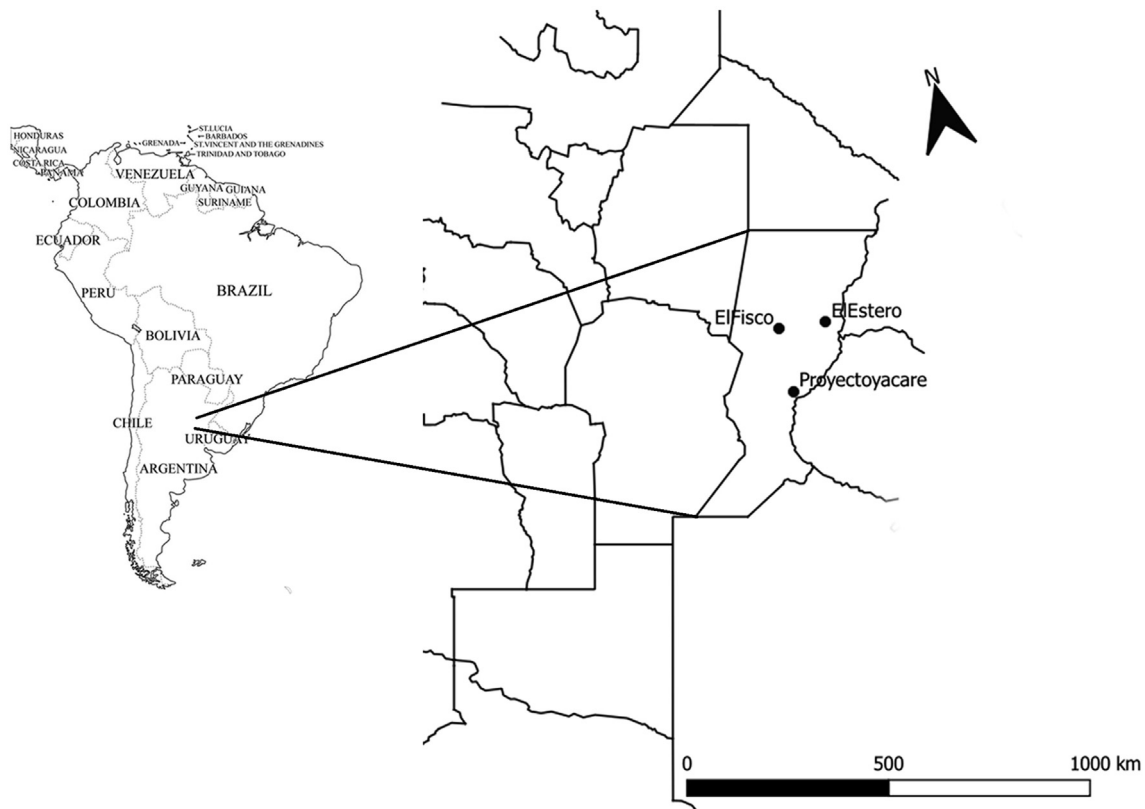 HONDURAS
NICARAGUA
COSTA RICA
PANAMA
ST.LUCIA
BARBADOS
GRENADA
ST.VINCENT AND THE GRENADINES
TRINIDAD AND TOBAGO
VENEZUELA
GUYANA
GUIANA
SURINAME
COLOMBIA
ECUADOR
PERU
BRAZIL
BOLIVIA
PARAGUAY
CHILE
URUGUAY
ARGENTINA
N
ElFisco
ElEstero
Proyectoyacare
0 500 1000 km